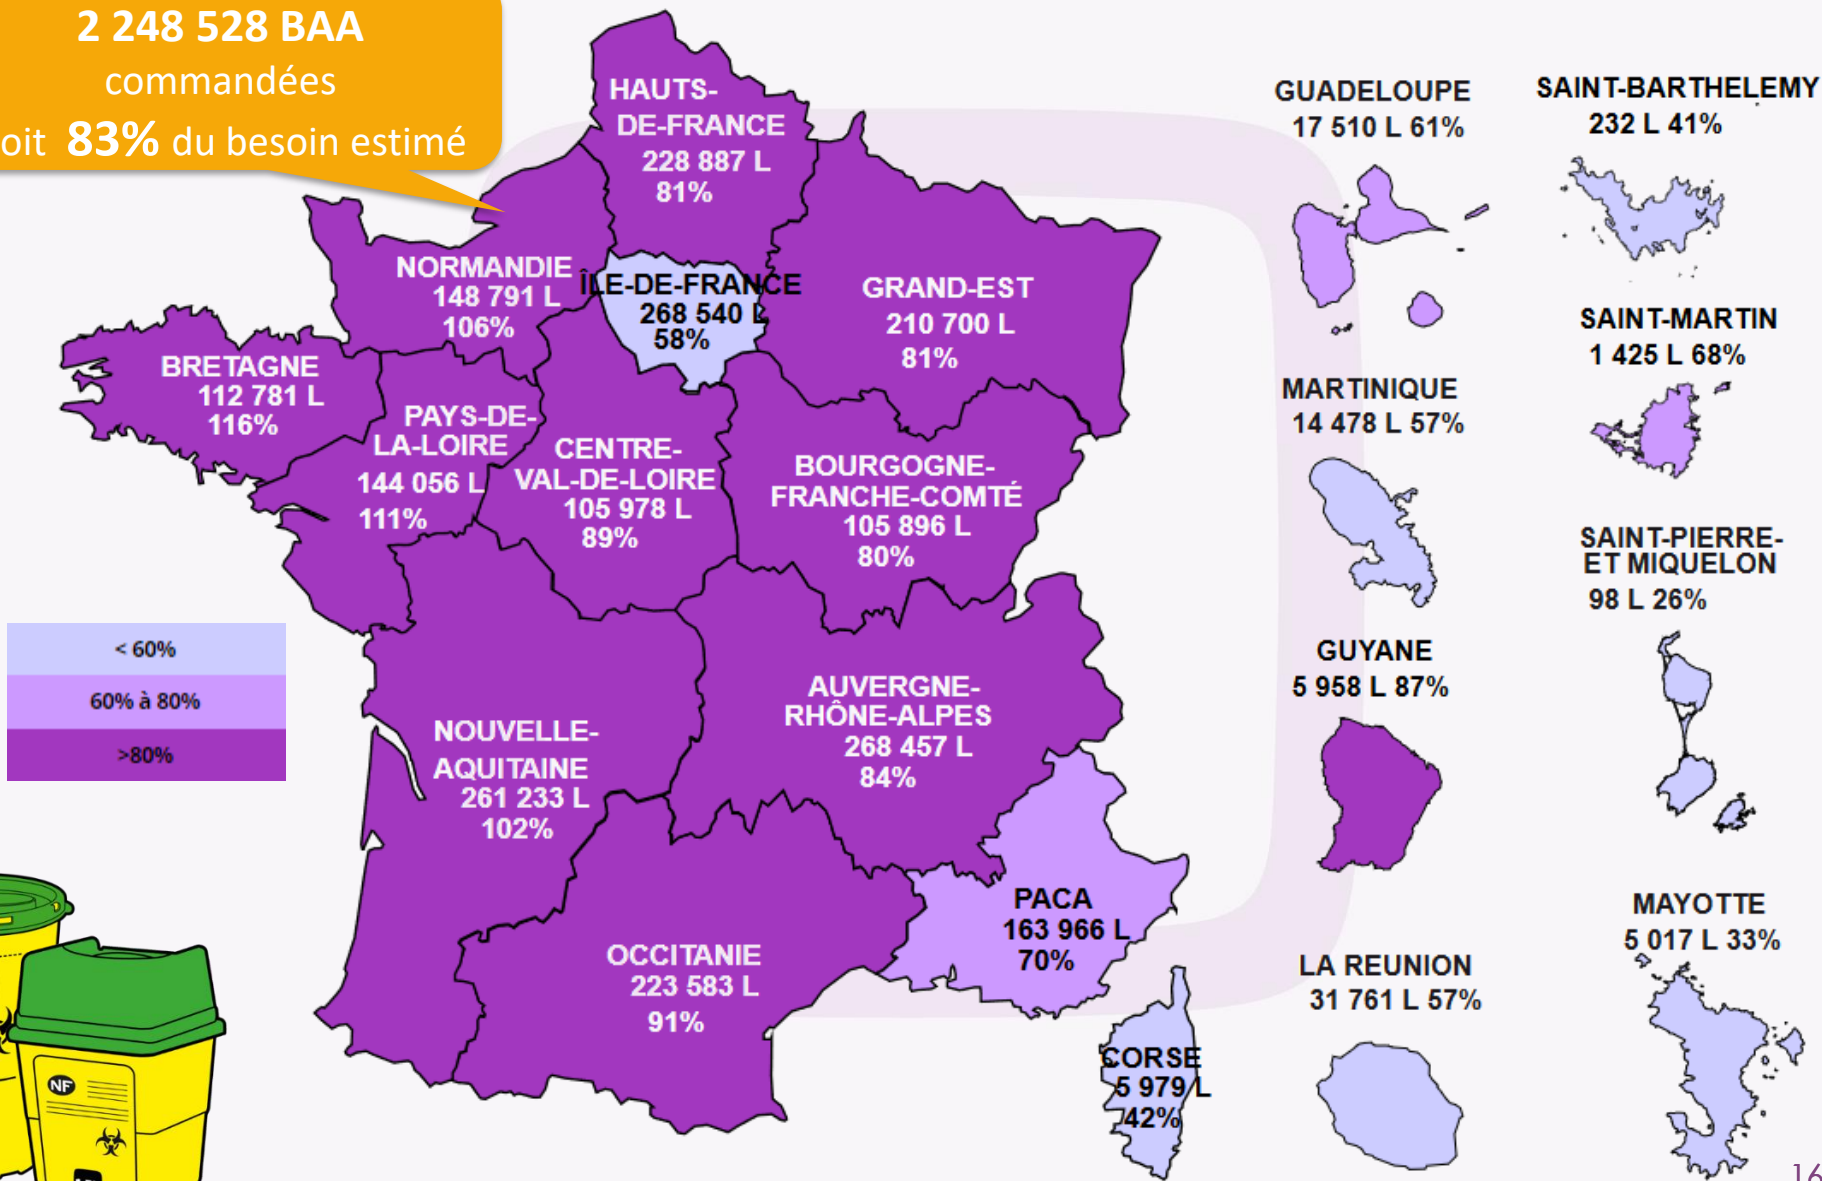 2 248 528 BAA
commandées
oit 83% du besoin estimé
HAUTS-
DE-FRANCE
228 887 L
81%
NORMANDIE
148 791 L
106%
ÎLE-DE-FRANCE
268 540 L
58%
GRAND-EST
210 700 L
81%
BRETAGNE
112 781 L
116%
PAYS-DE-
LA-LOIRE
144 056 L
111%
CENTRE-
VAL-DE-LOIRE
105 978 L
89%
BOURGOGNE-
FRANCHE-COMTÉ
105 896 L
80%
NOUVELLE-
AQUITAINE
261 233 L
102%
AUVERGNE-
RHÔNE-ALPES
268 457 L
84%
OCCITANIE
223 583 L
91%
PACA
163 966 L
70%
CORSE
5 979 L
42%
< 60%
60% à 80%
>80%
NF
GUADELOUPE
17 510 L 61%
MARTINIQUE
14 478 L 57%
GUYANE
5 958 L 87%
LA REUNION
31 761 L 57%
SAINT-BARTHELEMY
232 L 41%
SAINT-MARTIN
1 425 L 68%
SAINT-PIERRE-
ET MIQUELON
98 L 26%
MAYOTTE
5 017 L 33%
16